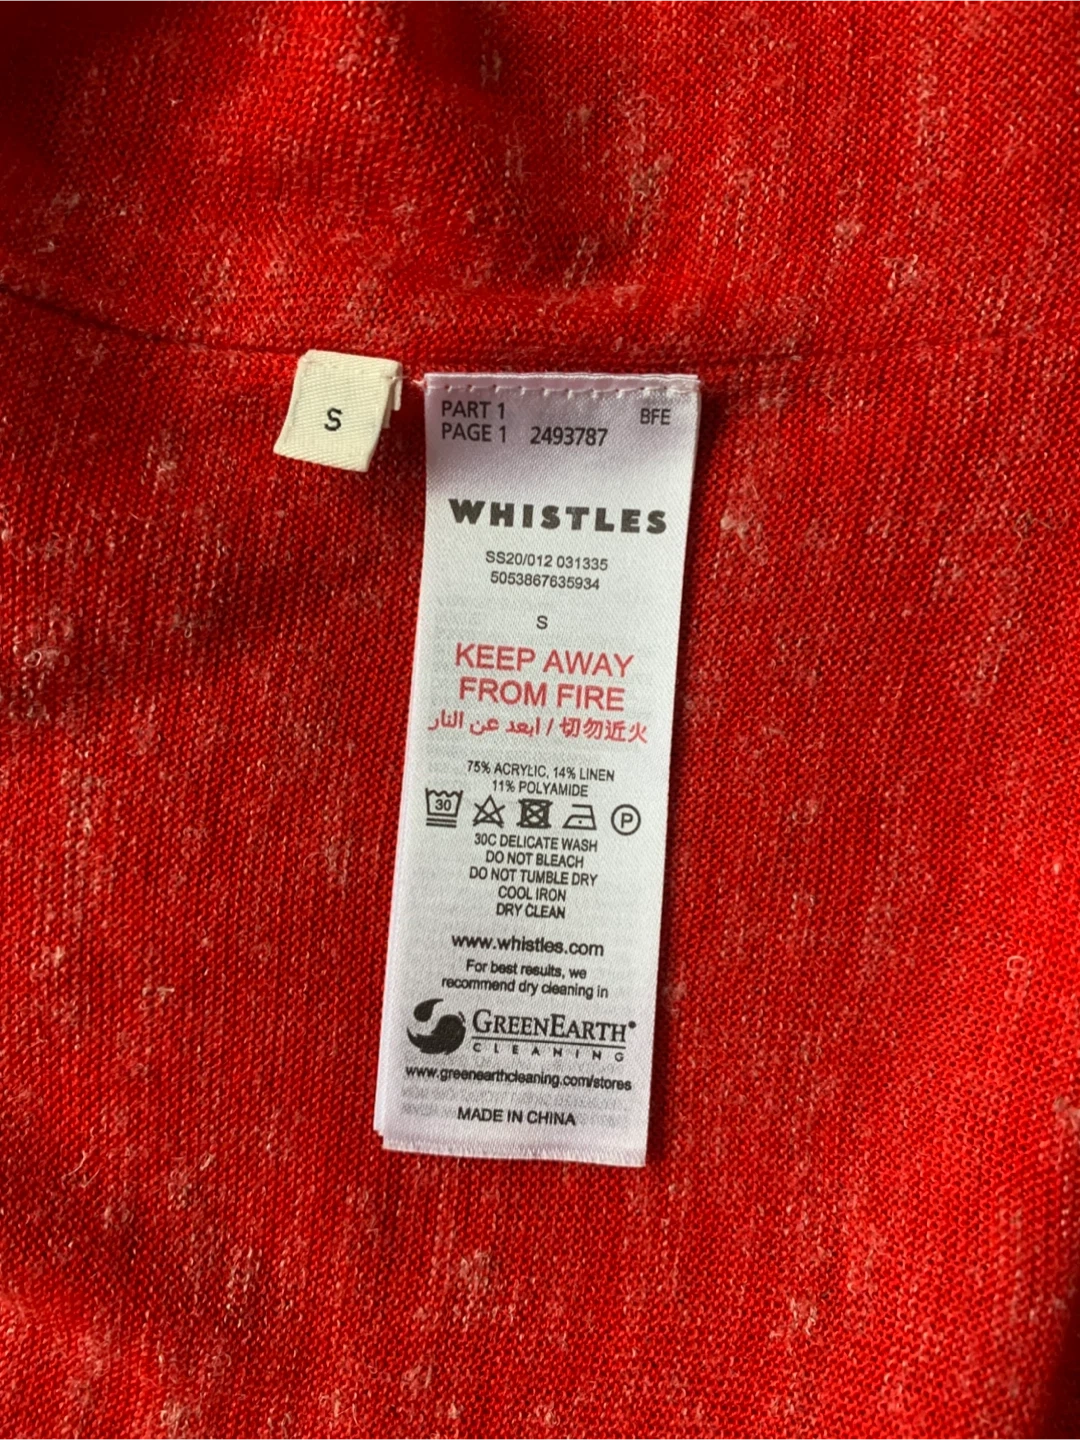 S
PART 1 BFE
PAGE 1 2493787
WHISTLES
SS20/012 031335
5053867635934
S
KEEP AWAY
FROM FIRE
ابعد عن النار / 切勿近火
75% ACRYLIC, 14% LINEN
11% POLYAMIDE
30 P
30C DELICATE WASH
DO NOT BLEACH
DO NOT TUMBLE DRY
COOL IRON
DRY CLEAN
www.whistles.com
For best results, we
recommend dry cleaning in
GREENEARTH®
CLEANING
www.greenearthcleaning.com/stores
MADE IN CHINA